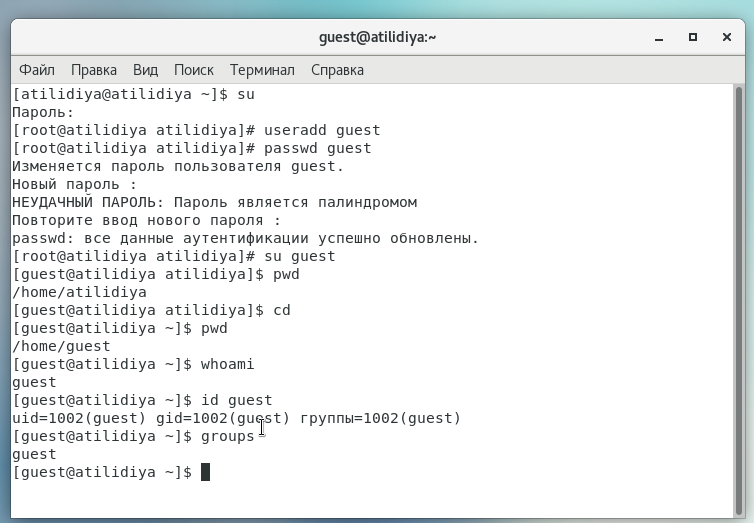 guest@atilidiya:~
Файл Правка Вид Поиск Терминал Справка
[atilidiya@atilidiya ~]$ su
Пароль:
[root@atilidiya atilidiya]# useradd guest
[root@atilidiya atilidiya]# passwd guest
Изменяется пароль пользователя guest.
Новый пароль :
НЕУДАЧНЫЙ ПАРОЛЬ: Пароль является палиндромом
Повторите ввод нового пароля :
passwd: все данные аутентификации успешно обновлены.
[root@atilidiya atilidiya]# su guest
[guest@atilidiya atilidiya]$ pwd
/home/atilidiya
[guest@atilidiya atilidiya]$ cd
[guest@atilidiya ~]$ pwd
/home/guest
[guest@atilidiya ~]$ whoami
guest
[guest@atilidiya ~]$ id guest
uid=1002(guest) gid=1002(guest) группы=1002(guest)
[guest@atilidiya ~]$ groups
guest
[guest@atilidiya ~]$